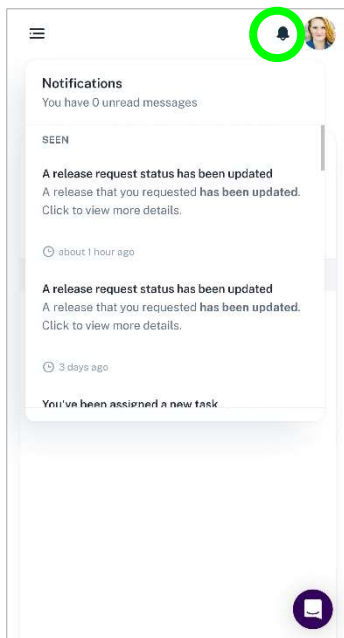 Notifications
You have 0 unread messages
SEEN
A release request status has been updated
A release that you requested has been updated.
Click to view more details.
about 1 hour ago
A release request status has been updated
A release that you requested has been updated.
Click to view more details.
3 days ago
You've been assigned a new task